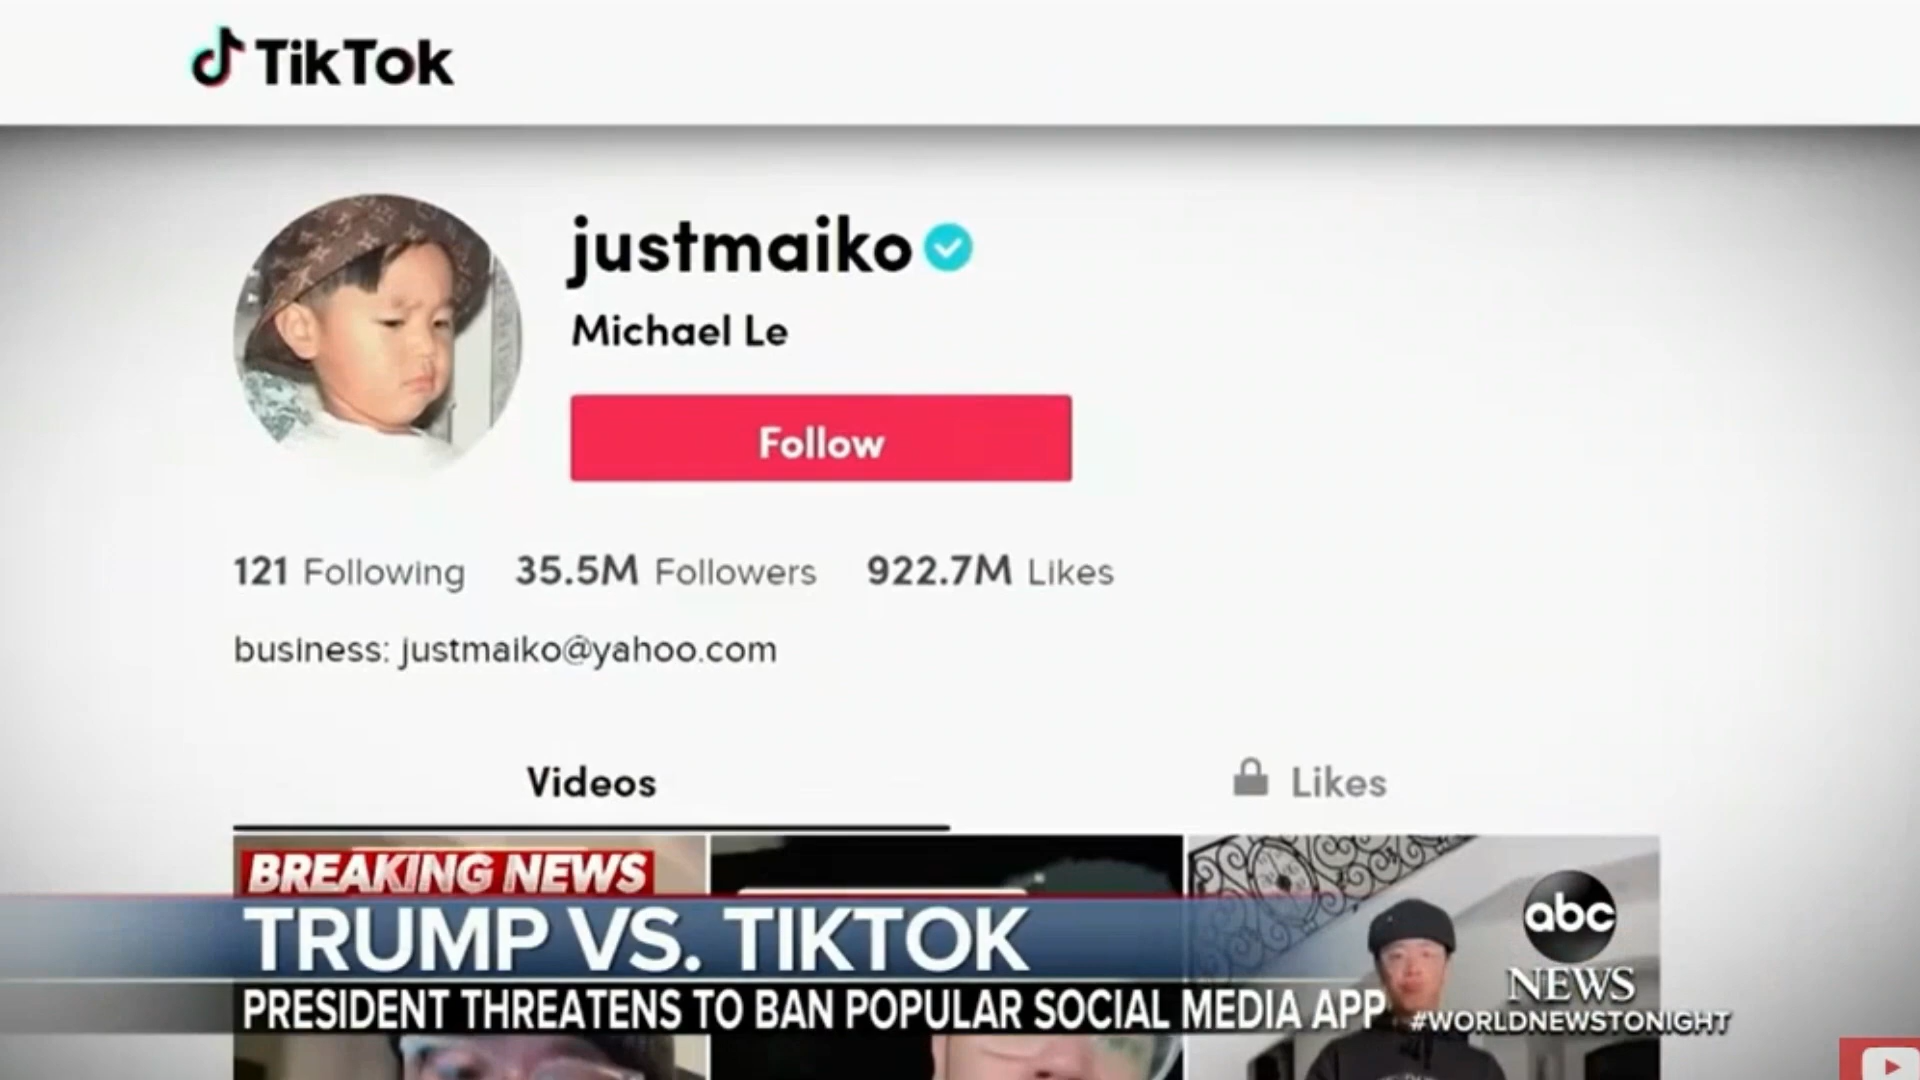 TikTok
justmaiko
Michael Le
Follow
121 Following 35.5M Followers 922.7M Likes
business: justmaiko@yahoo.com
Videos Likes
BREAKING NEWS
TRUMP VS. TIKTOK
PRESIDENT THREATENS TO BAN POPULAR SOCIAL MEDIA APP
abc
NEWS
#WORLDNEWSTONIGHT